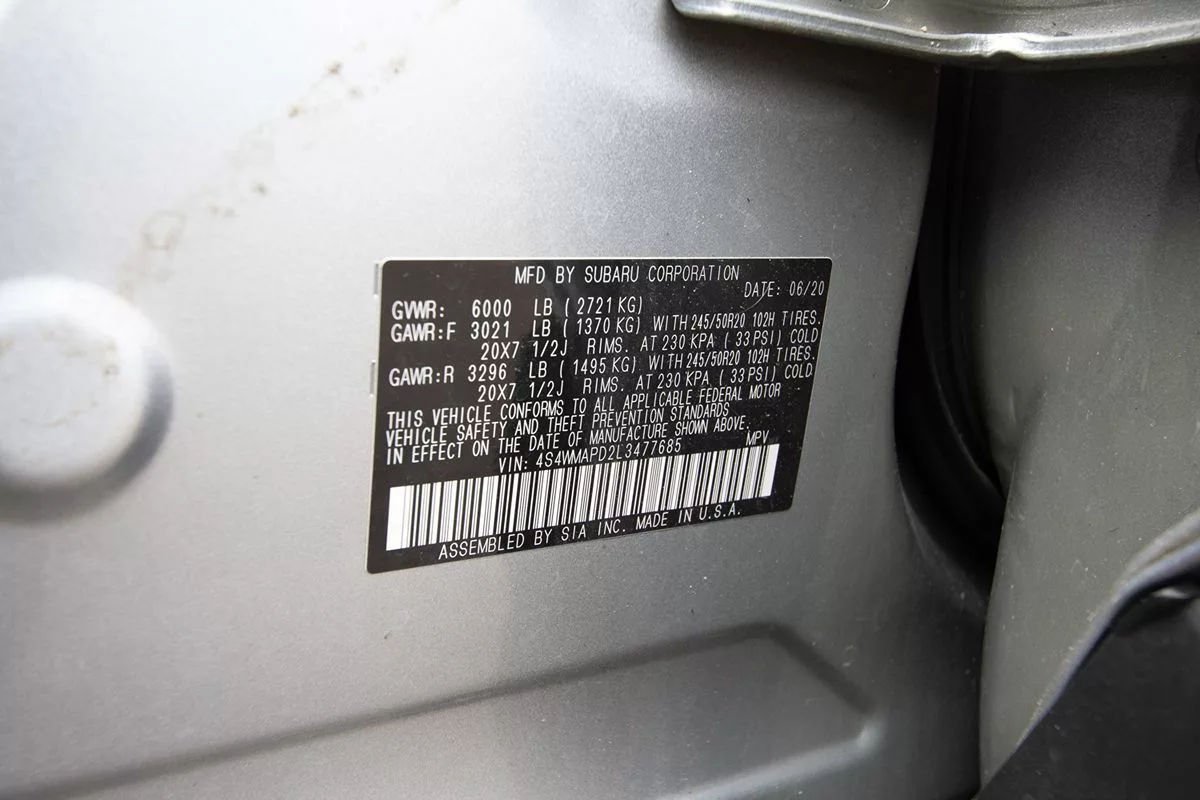 MFD BY SUBARU CORPORATION
DATE: 06/20
GVWR: 6000 LB (2721 KG)
GAWR:F 3021 LB (1370 KG) WITH 245/50R20 102H TIRES.
20X7 1/2J RIMS. AT 230 KPA (33 PSI) COLD
GAWR:R 3296 LB (1495 KG) WITH 245/50R20 102H TIRES.
20X7 1/2J RIMS. AT 230 KPA (33 PSI) COLD
THIS VEHICLE CONFORMS TO ALL APPLICABLE FEDERAL MOTOR
VEHICLE SAFETY AND THEFT PREVENTION STANDARDS
IN EFFECT ON THE DATE OF MANUFACTURE SHOWN ABOVE.
VIN: 4S4WMAPD2L3477685 MPV
ASSEMBLED BY SIA INC. MADE IN U.S.A.